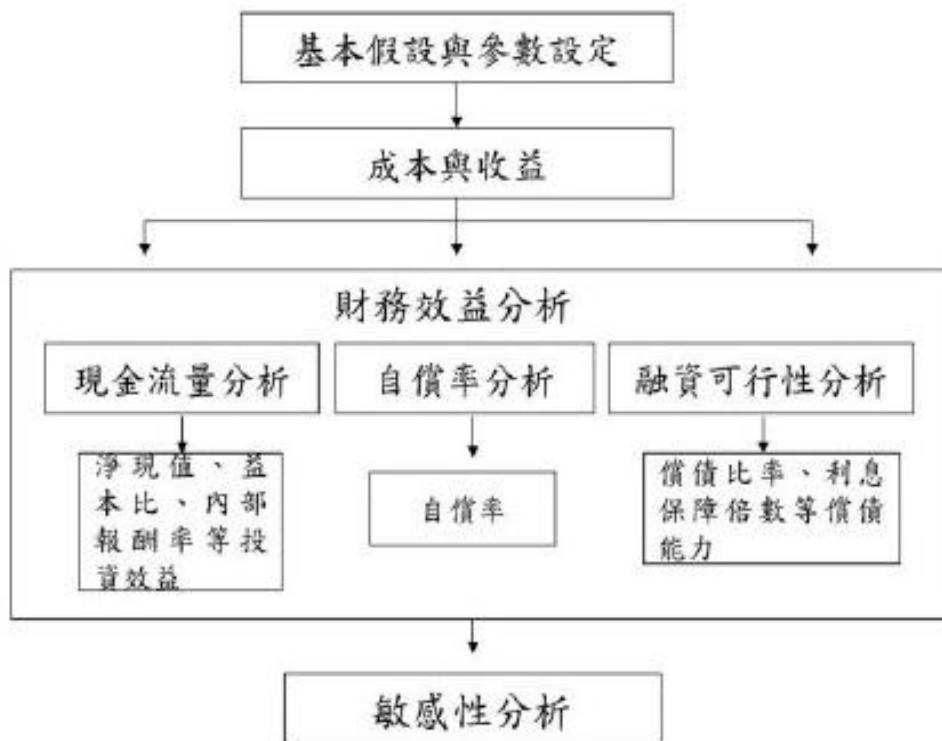 基本假設與參數設定
成本與收益
財務效益分析
現金流量分析
自償率分析
融資可行性分析
淨現值、益
本比、內部
報酬率等投
資效益
自償率
償債比率、利息
保障倍數等償債
能力
敏感性分析